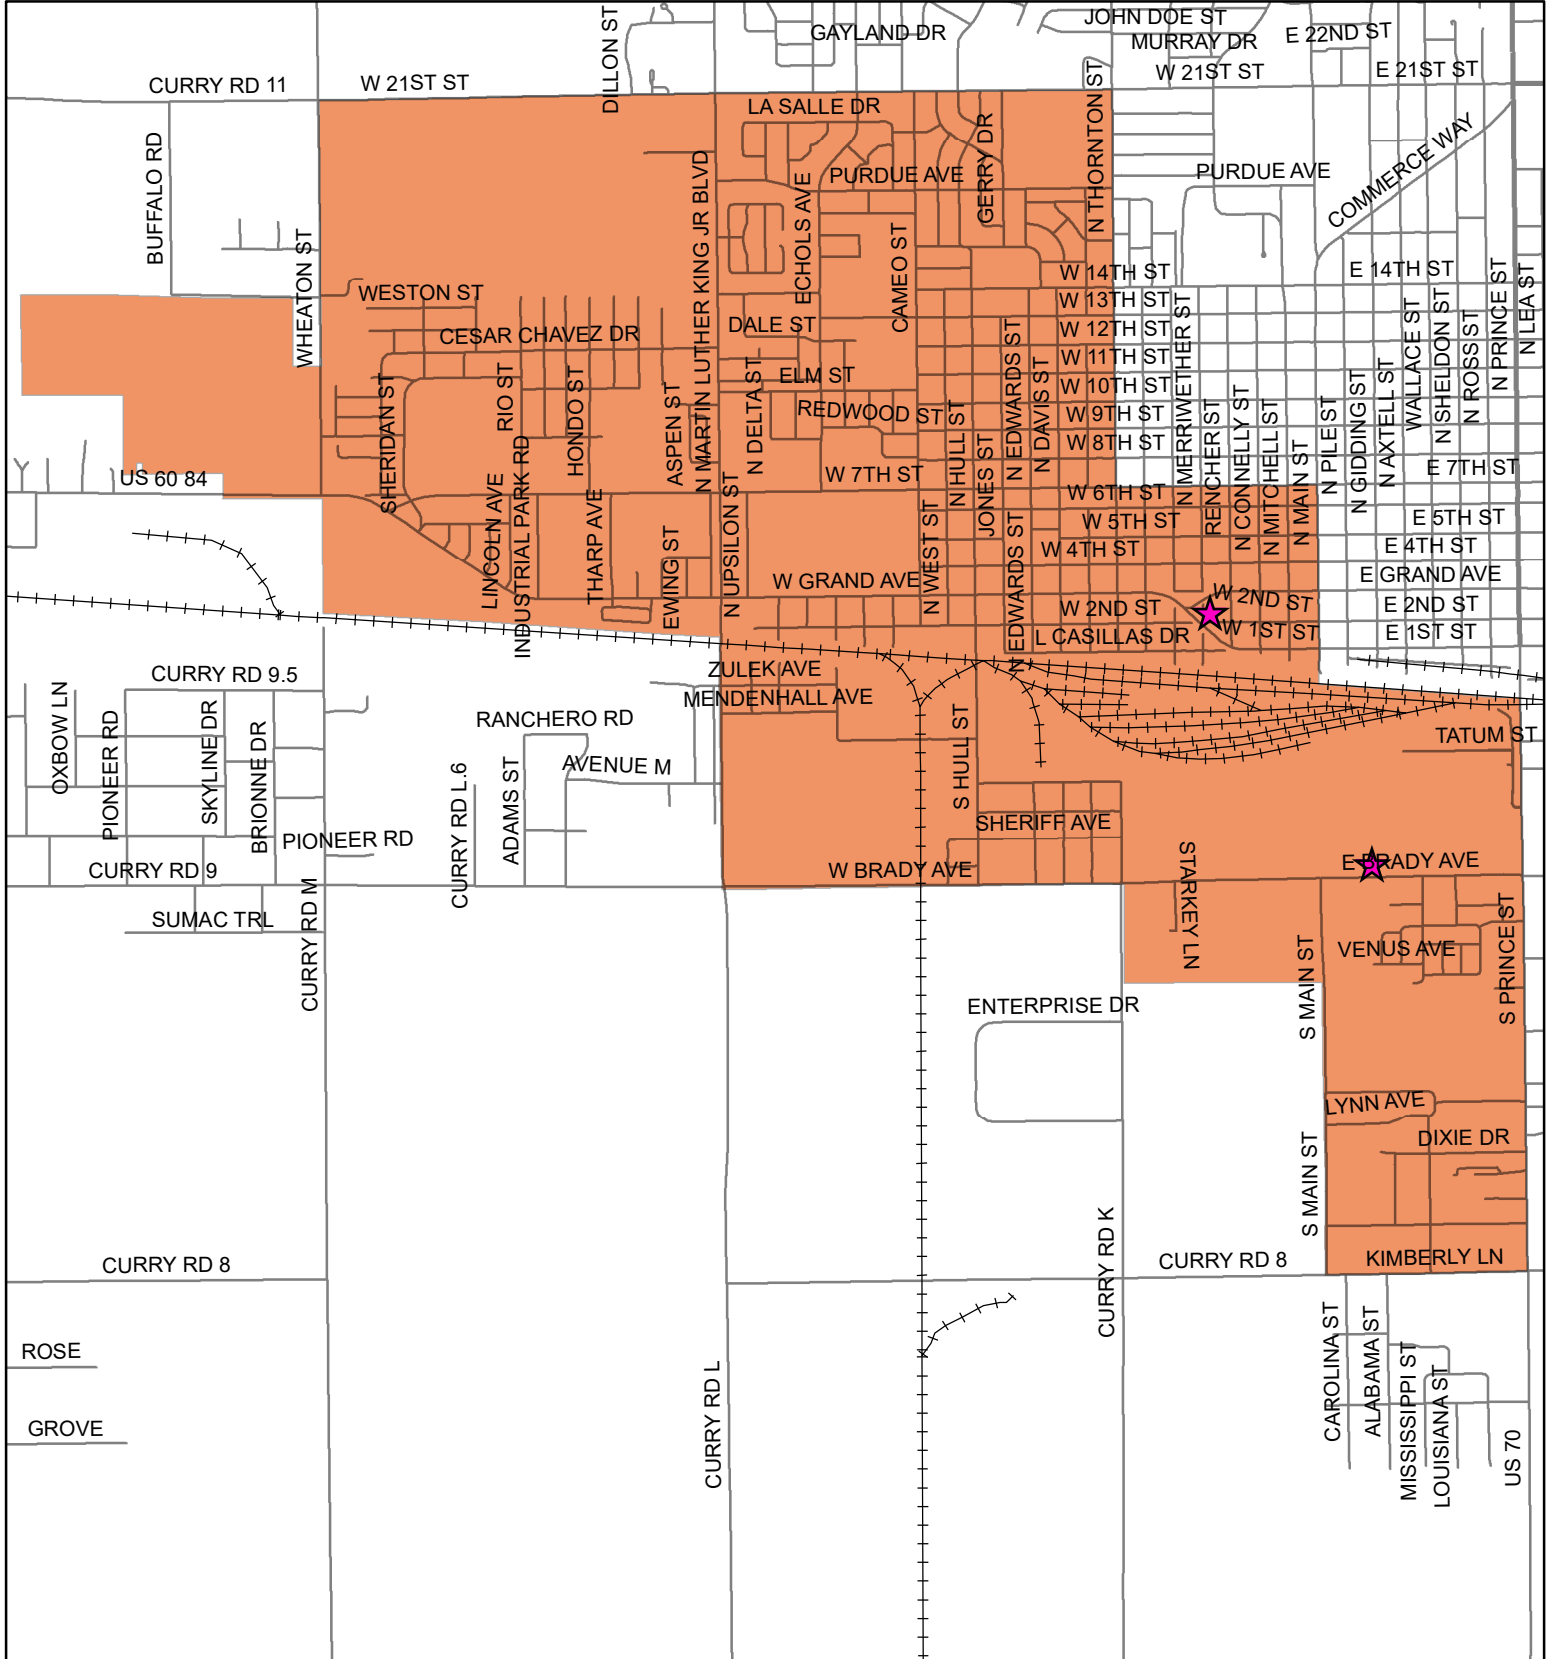 JOHN DOE ST
GAYLAND DR
MURRAY DR
E 22ND ST
DILLON ST
W 21ST ST
E 21ST ST
CURRY RD 11
W 21ST ST
LA SALLE DR
N THORNTON ST
GERRY DR
COMMERCE WAY
PURDUE AVE
PURDUE AVE
BUFFALO RD
WHEATON ST
N MARTIN LUTHER KING JR BLVD
ECHOLS AVE
CAMEO ST
W 14TH ST
E 14TH ST
N PRINCE ST
N LEA ST
WESTON ST
W 13TH ST
CESAR CHAVEZ DR
DALE ST
W 12TH ST
N MERRIWETHER ST
WALLACE ST
N SHELDON ST
N ROSS ST
W 11TH ST
ELM ST
W 10TH ST
N EDWARDS ST
N DAVIS ST
SHERIDAN ST
RIO ST
HONDO ST
ASPEN ST
N DELTA ST
REDWOOD ST
W 9TH ST
N HULL ST
JONES ST
RENCHER ST
N CONNELLY ST
N MITCHELL ST
N MAIN ST
N PILE ST
N GIDDING ST
N AXTELL ST
W 8TH ST
W 7TH ST
E 7TH ST
US 60 84
W 6TH ST
LINCOLN AVE
INDUSTRIAL PARK RD
THARP AVE
EWING ST
N UPSILON ST
N WEST ST
N EDWARDS ST
W 5TH ST
E 5TH ST
W 4TH ST
E 4TH ST
W GRAND AVE
E GRAND AVE
W 2ND ST
W 2ND ST
E 2ND ST
L CASILLAS DR
W 1ST ST
E 1ST ST
CURRY RD 9.5
ZULEK AVE
MENDENHALL AVE
OXBOW LN
PIONEER RD
SKYLINE DR
BRIONNE DR
RANCHERO RD
S HULL ST
TATUM ST
AVENUE M
CURRY RD L.6
ADAMS ST
SHERIFF AVE
PIONEER RD
CURRY RD 9
W BRADY AVE
STARKEY LN
E BRADY AVE
SUMAC TRL
CURRY RD M
VENUS AVE
S MAIN ST
S PRINCE ST
ENTERPRISE DR
LYNN AVE
DIXIE DR
S MAIN ST
CURRY RD K
CURRY RD 8
CURRY RD 8
KIMBERLY LN
ROSE
CURRY RD L
CAROLINA ST
ALABAMA ST
MISSISSIPPI ST
LOUISIANA ST
US 70
GROVE